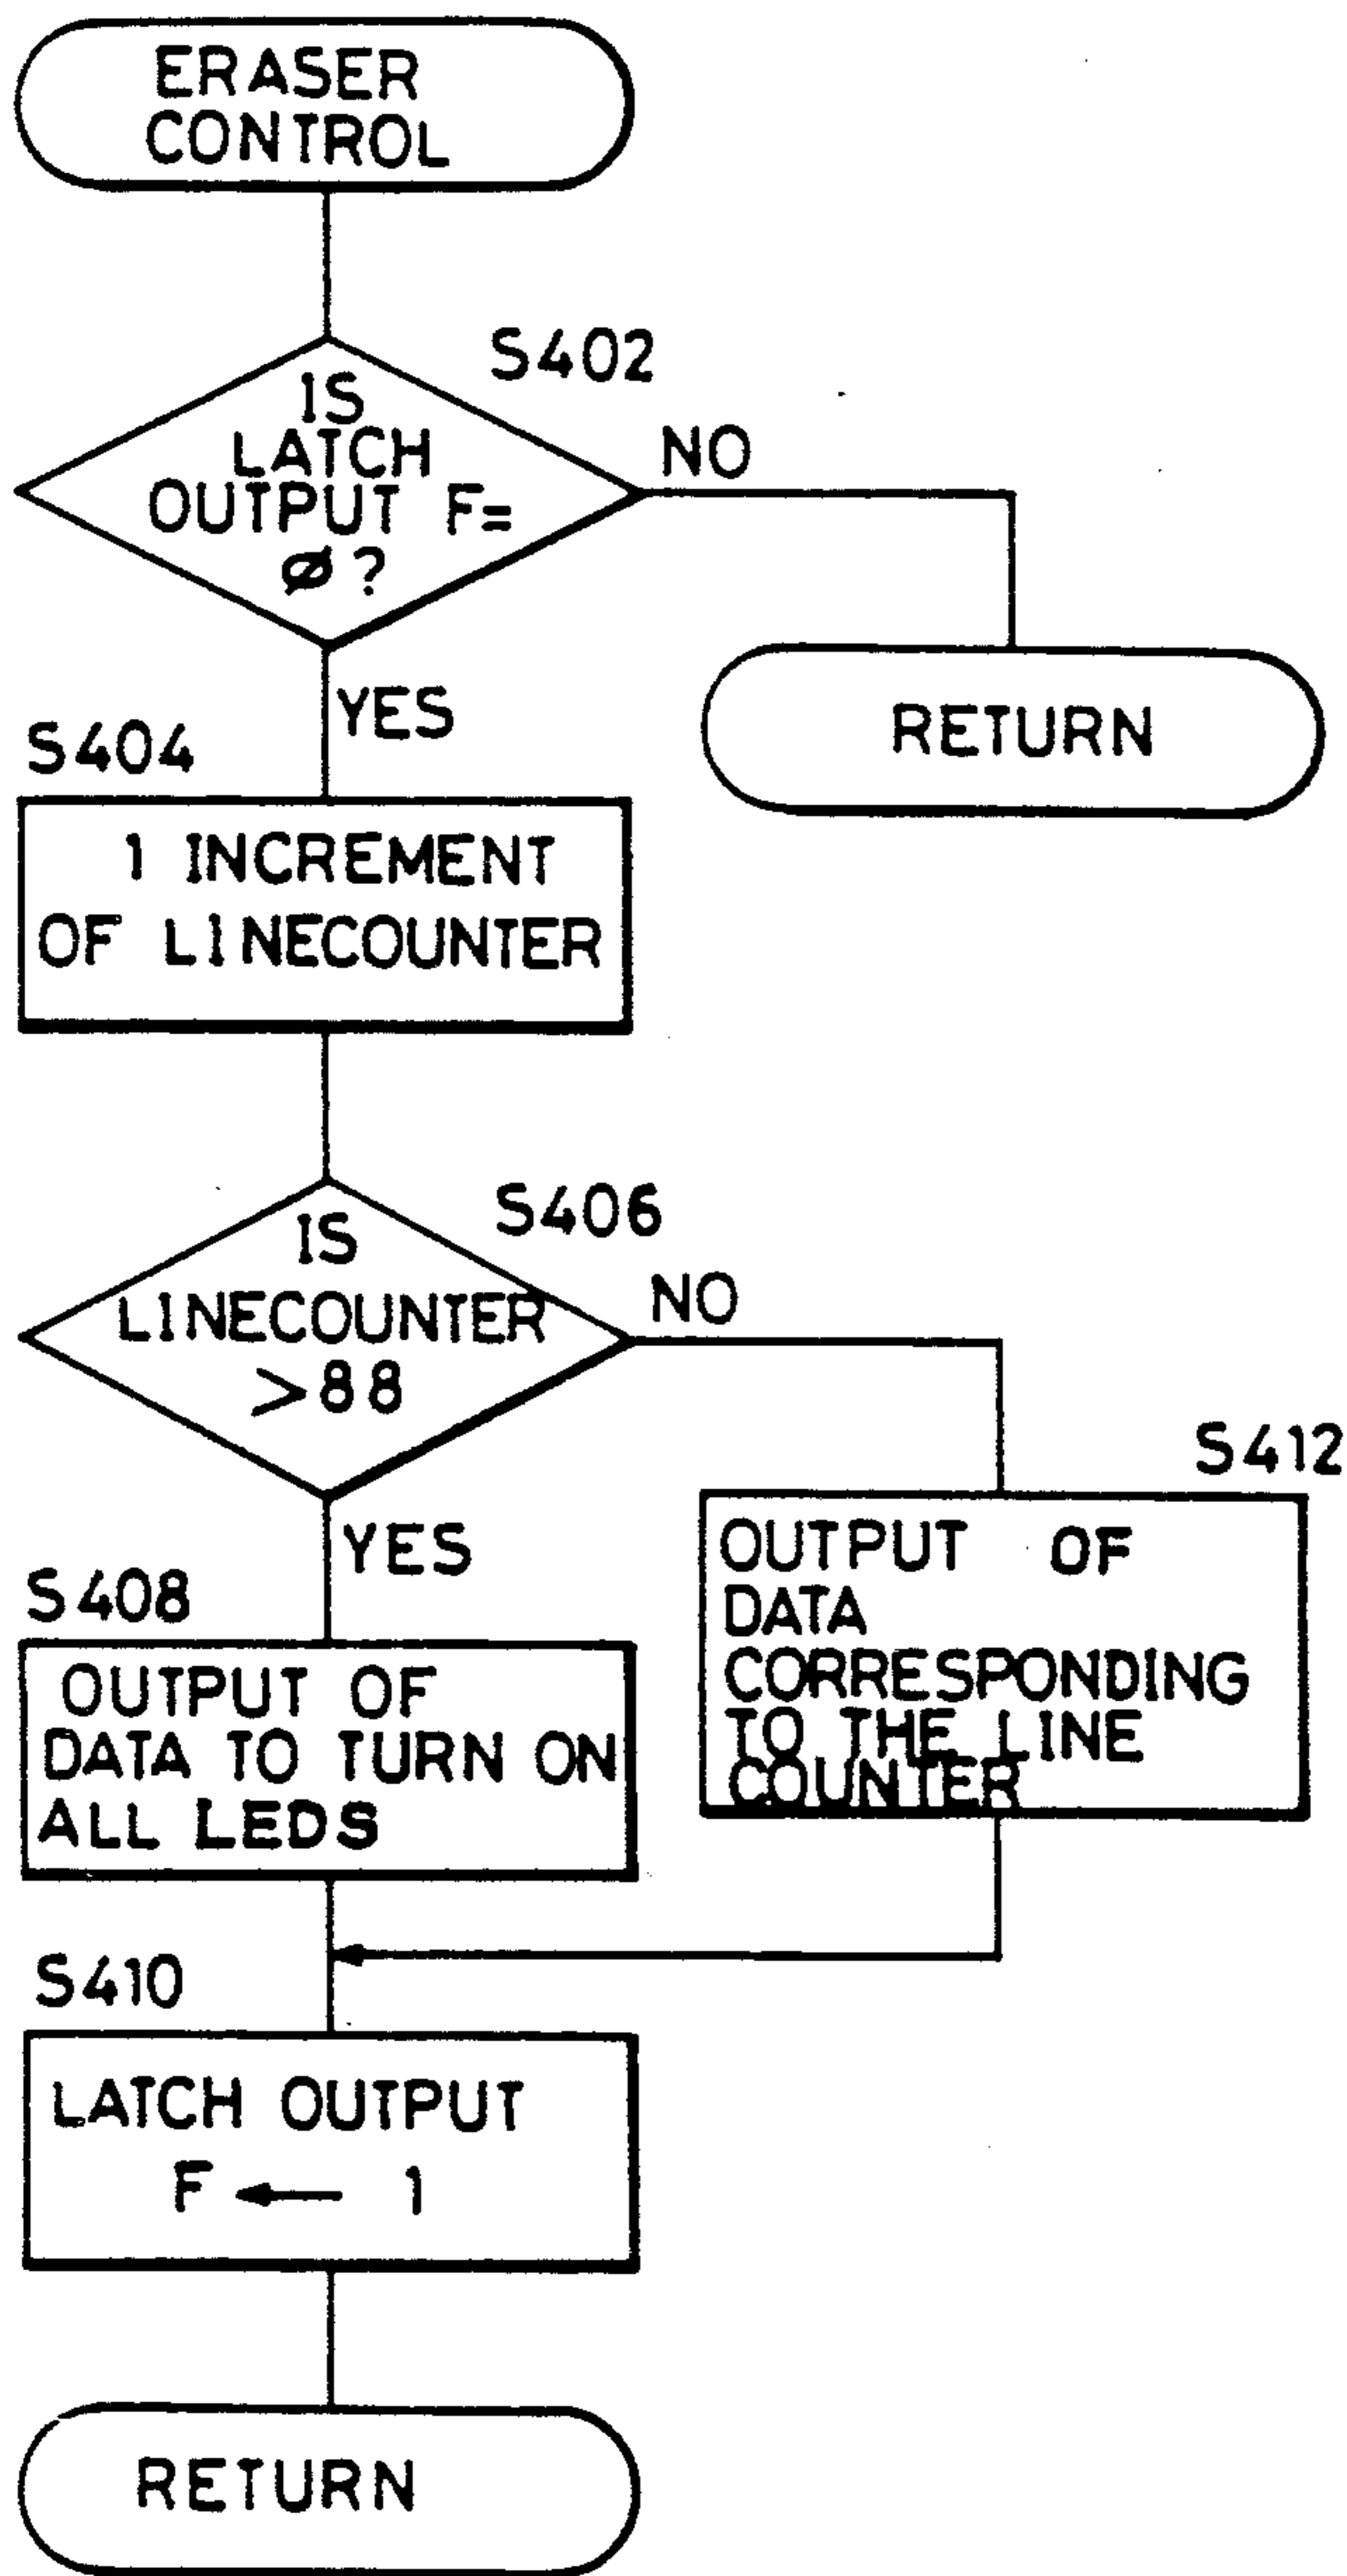 ERASER
CONTROL
S402
IS
LATCH
OUTPUT F=
Ø?
NO
RETURN
YES
S404
1 INCREMENT
OF LINECOUNTER
S406
IS
LINECOUNTER
>88
NO
S412
OUTPUT OF
DATA
CORRESPONDING
TO THE LINE
COUNTER
YES
S408
OUTPUT OF
DATA TO TURN ON
ALL LEDS
S410
LATCH OUTPUT
F ← 1
RETURN